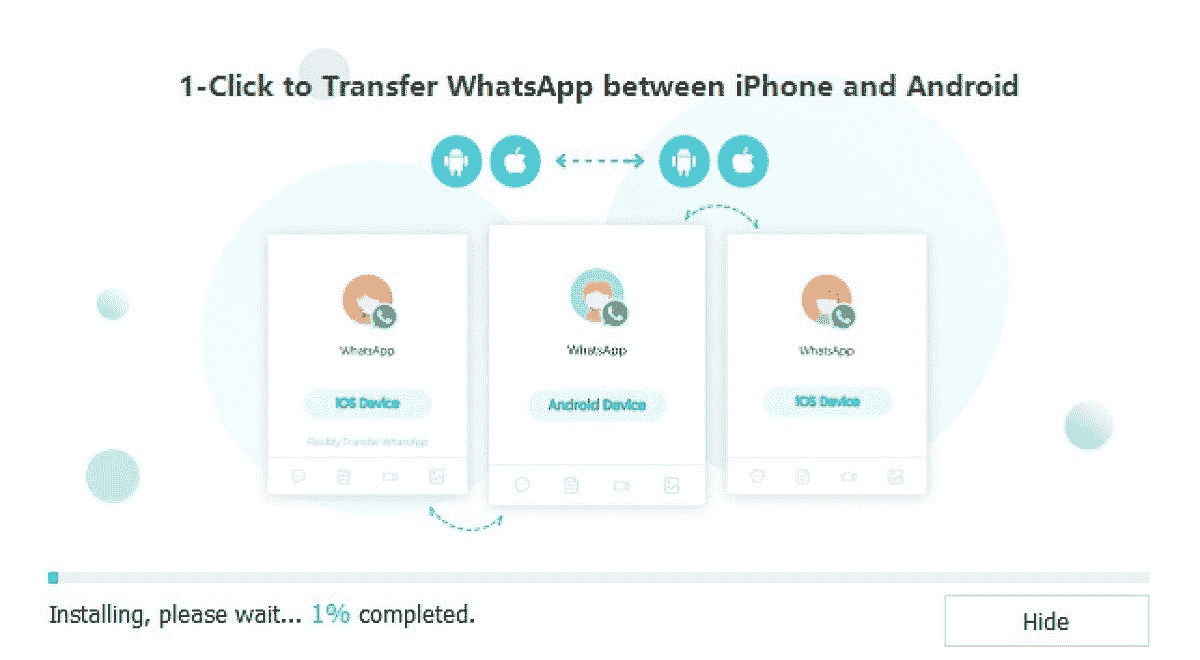 1-Click to Transfer WhatsApp between iPhone and Android
WhatsApp
WhatsApp
WhatsApp
iOS Device
Android Device
iOS Device
Transfer WhatsApp
Installing, please wait... 1% completed.
Hide